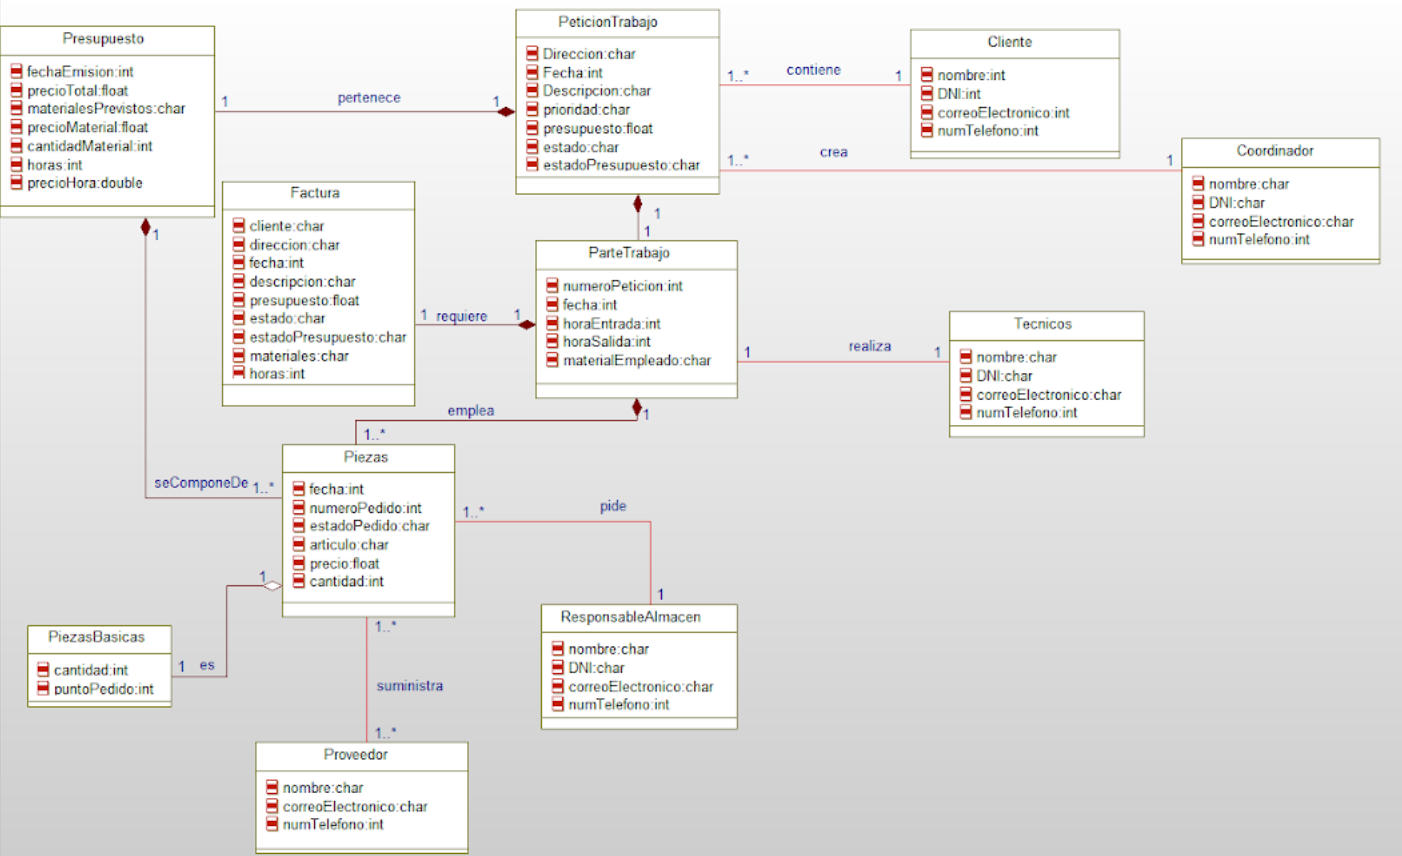 Presupuesto
fechaEmision:int
precioTotal:float
materialesPrevistos:char
precioMaterial:float
cantidadMaterial:int
horas:int
precioHora:double
1
pertenece
1
PeticionTrabajo
Direccion:char
Fecha:int
Descripcion:char
prioridad:char
presupuesto:float
estado:char
estadoPresupuesto:char
1..*
contiene
1
Cliente
nombre:int
DNI:int
correoElectronico:int
numTelefono:int
1..*
crea
1
Coordinador
nombre:char
DNI:char
correoElectronico:char
numTelefono:int
Factura
cliente:char
direccion:char
fecha:int
descripcion:char
presupuesto:float
estado:char
estadoPresupuesto:char
materiales:char
horas:int
1
requiere
1
1
1
ParteTrabajo
numeroPeticion:int
fecha:int
horaEntrada:int
horaSalida:int
materialEmpleado:char
1
realiza
1
Tecnicos
nombre:char
DNI:char
correoElectronico:char
numTelefono:int
1
emplea
1..*
1
seComponeDe
1..*
Piezas
fecha:int
numeroPedido:int
estadoPedido:char
articulo:char
precio:float
cantidad:int
1..*
pide
1
ResponsableAlmacen
nombre:char
DNI:char
correoElectronico:char
numTelefono:int
1
1
es
PiezasBasicas
cantidad:int
puntoPedido:int
1..*
suministra
1..*
Proveedor
nombre:char
correoElectronico:char
numTelefono:int